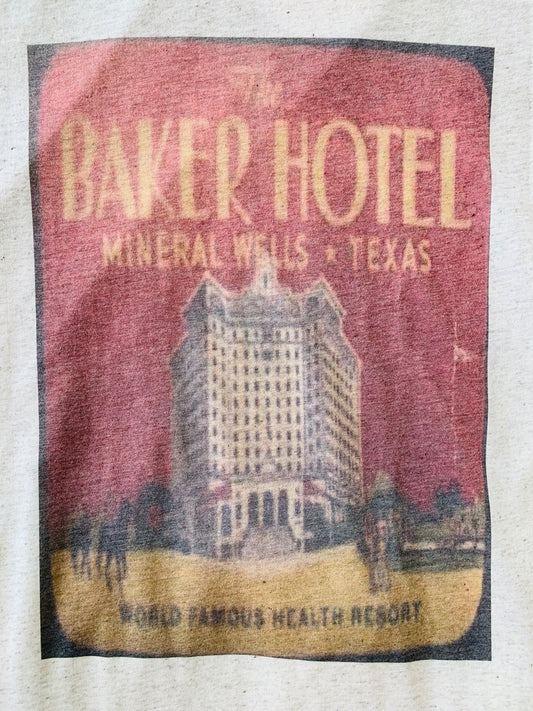 The
BAKER HOTEL
MINERAL WELLS ★ TEXAS
WORLD FAMOUS HEALTH RESORT